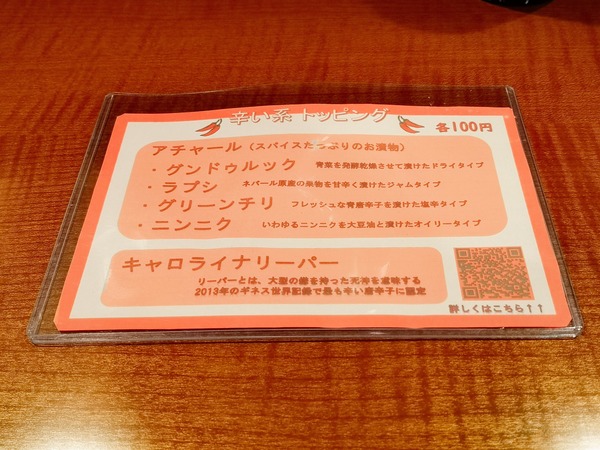 辛い系 トッピング
各100円
アチャール（スパイスたっぷりのお漬物）
・グンドゥルック 青菜を発酵乾燥させて漬けたドライタイプ
・ラプシ ネパール原産の果物を甘辛く漬けたジャムタイプ
・グリーンチリ フレッシュな青唐辛子を漬けた塩辛タイプ
・ニンニク いわゆるニンニクを大豆油と漬けたオイリータイプ
キャロライナリーパー
リーパーとは、大型の鎌を持った死神を意味する
2013年のギネス世界記録で最も辛い唐辛子に認定
詳しくはこちら↑↑